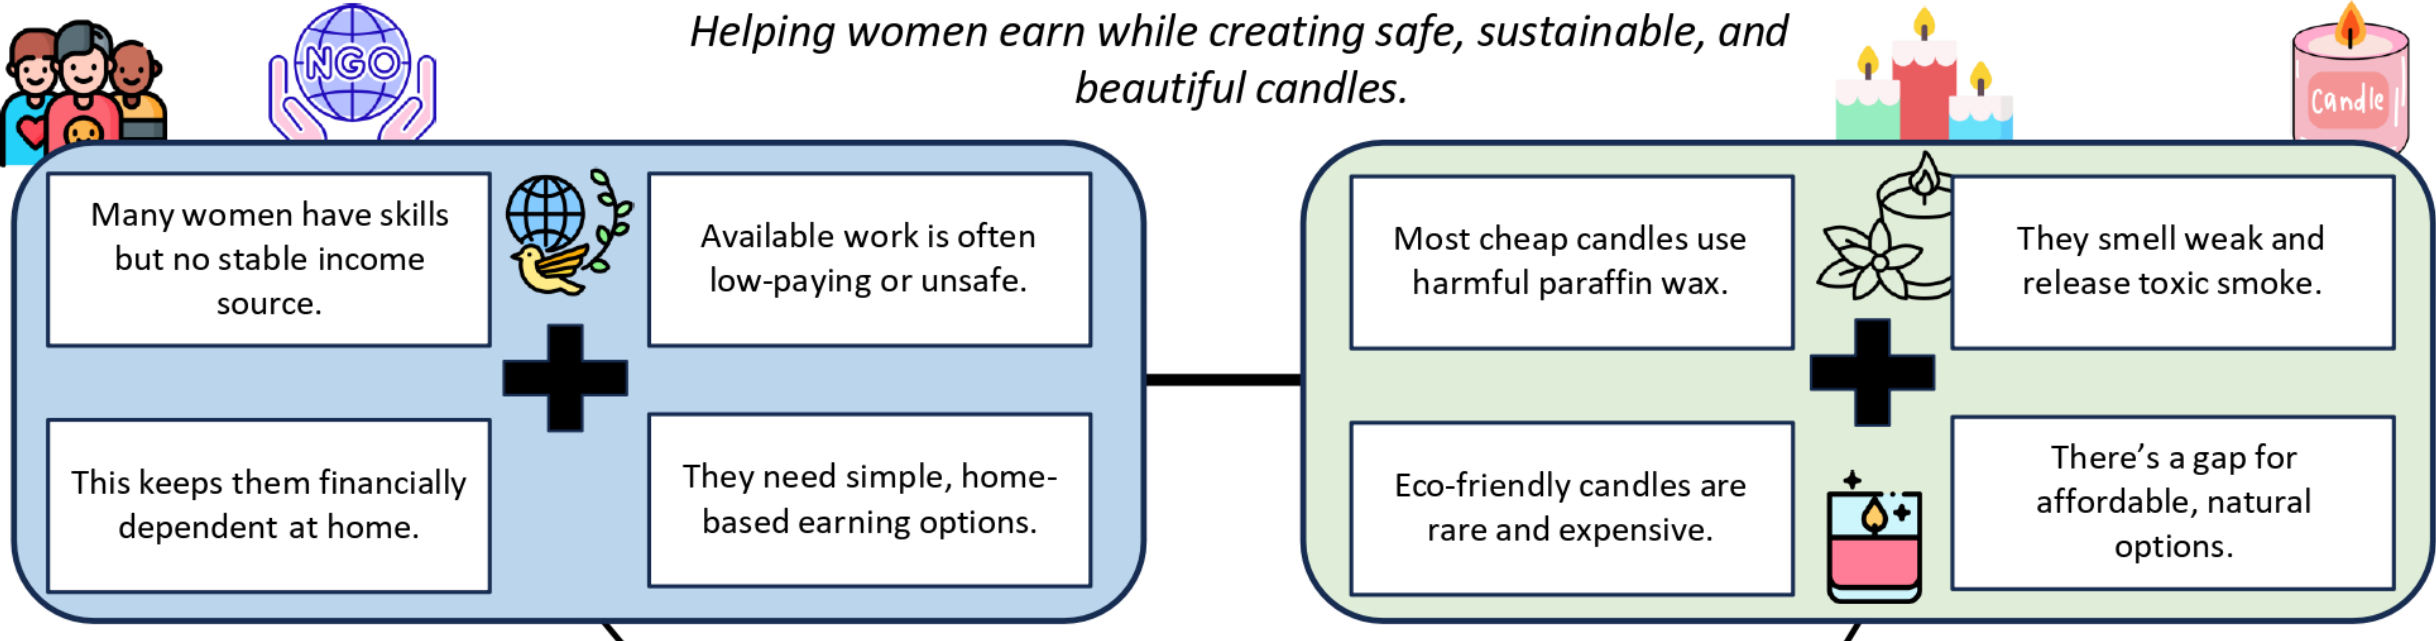 Helping women earn while creating safe, sustainable, and
beautiful candles.
NGO
Candle
Many women have skills
but no stable income
source.
Available work is often
low-paying or unsafe.
This keeps them financially
dependent at home.
They need simple, home-
based earning options.
Most cheap candles use
harmful paraffin wax.
They smell weak and
release toxic smoke.
Eco-friendly candles are
rare and expensive.
There’s a gap for
affordable, natural
options.